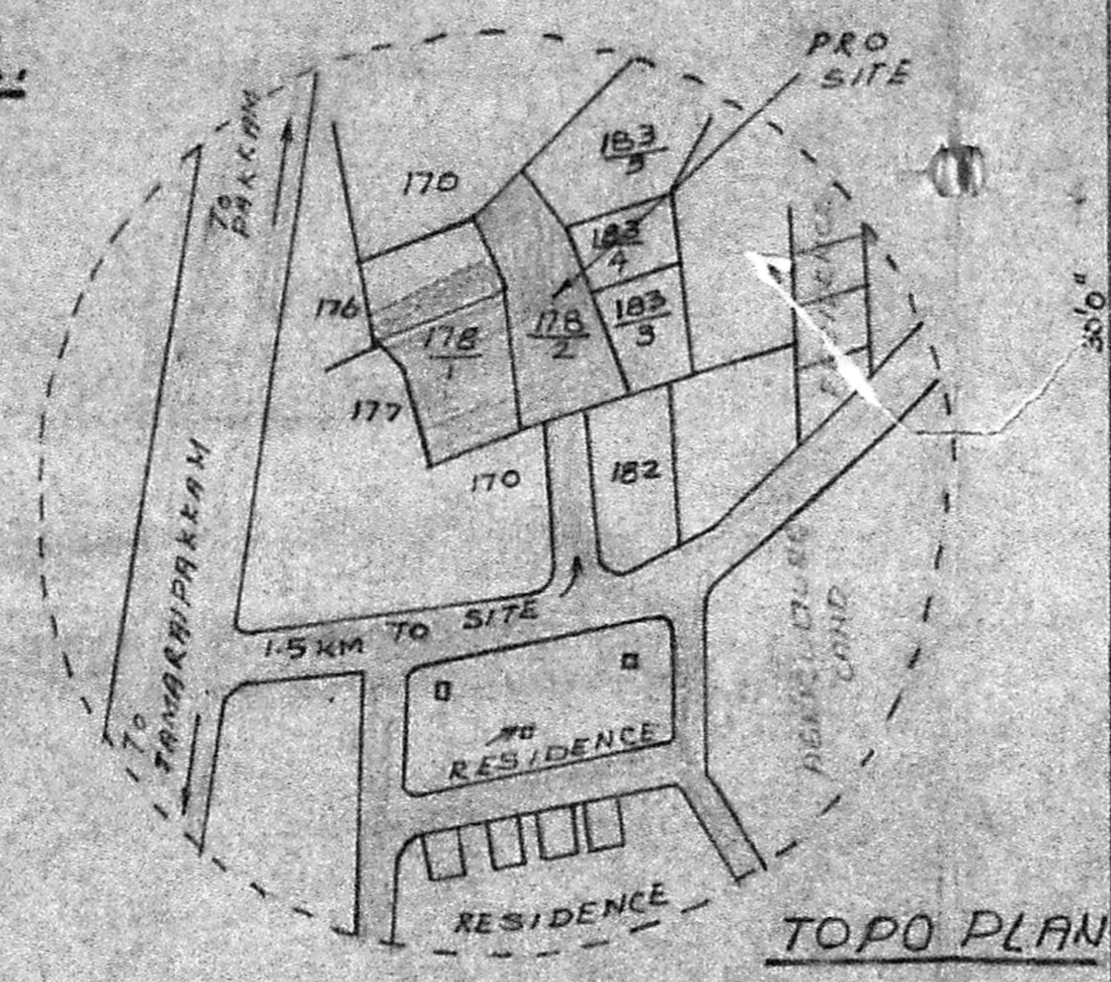 PRO
SITE
TO
PAKKAM
170
183
5
183
4
183
3
176
178
1
178
2
177
170
182
30'0"
TO
TAMARAIPAKKAM
1.5 KM TO SITE
LAND
RESIDENCE
RESIDENCE
TOPO PLAN